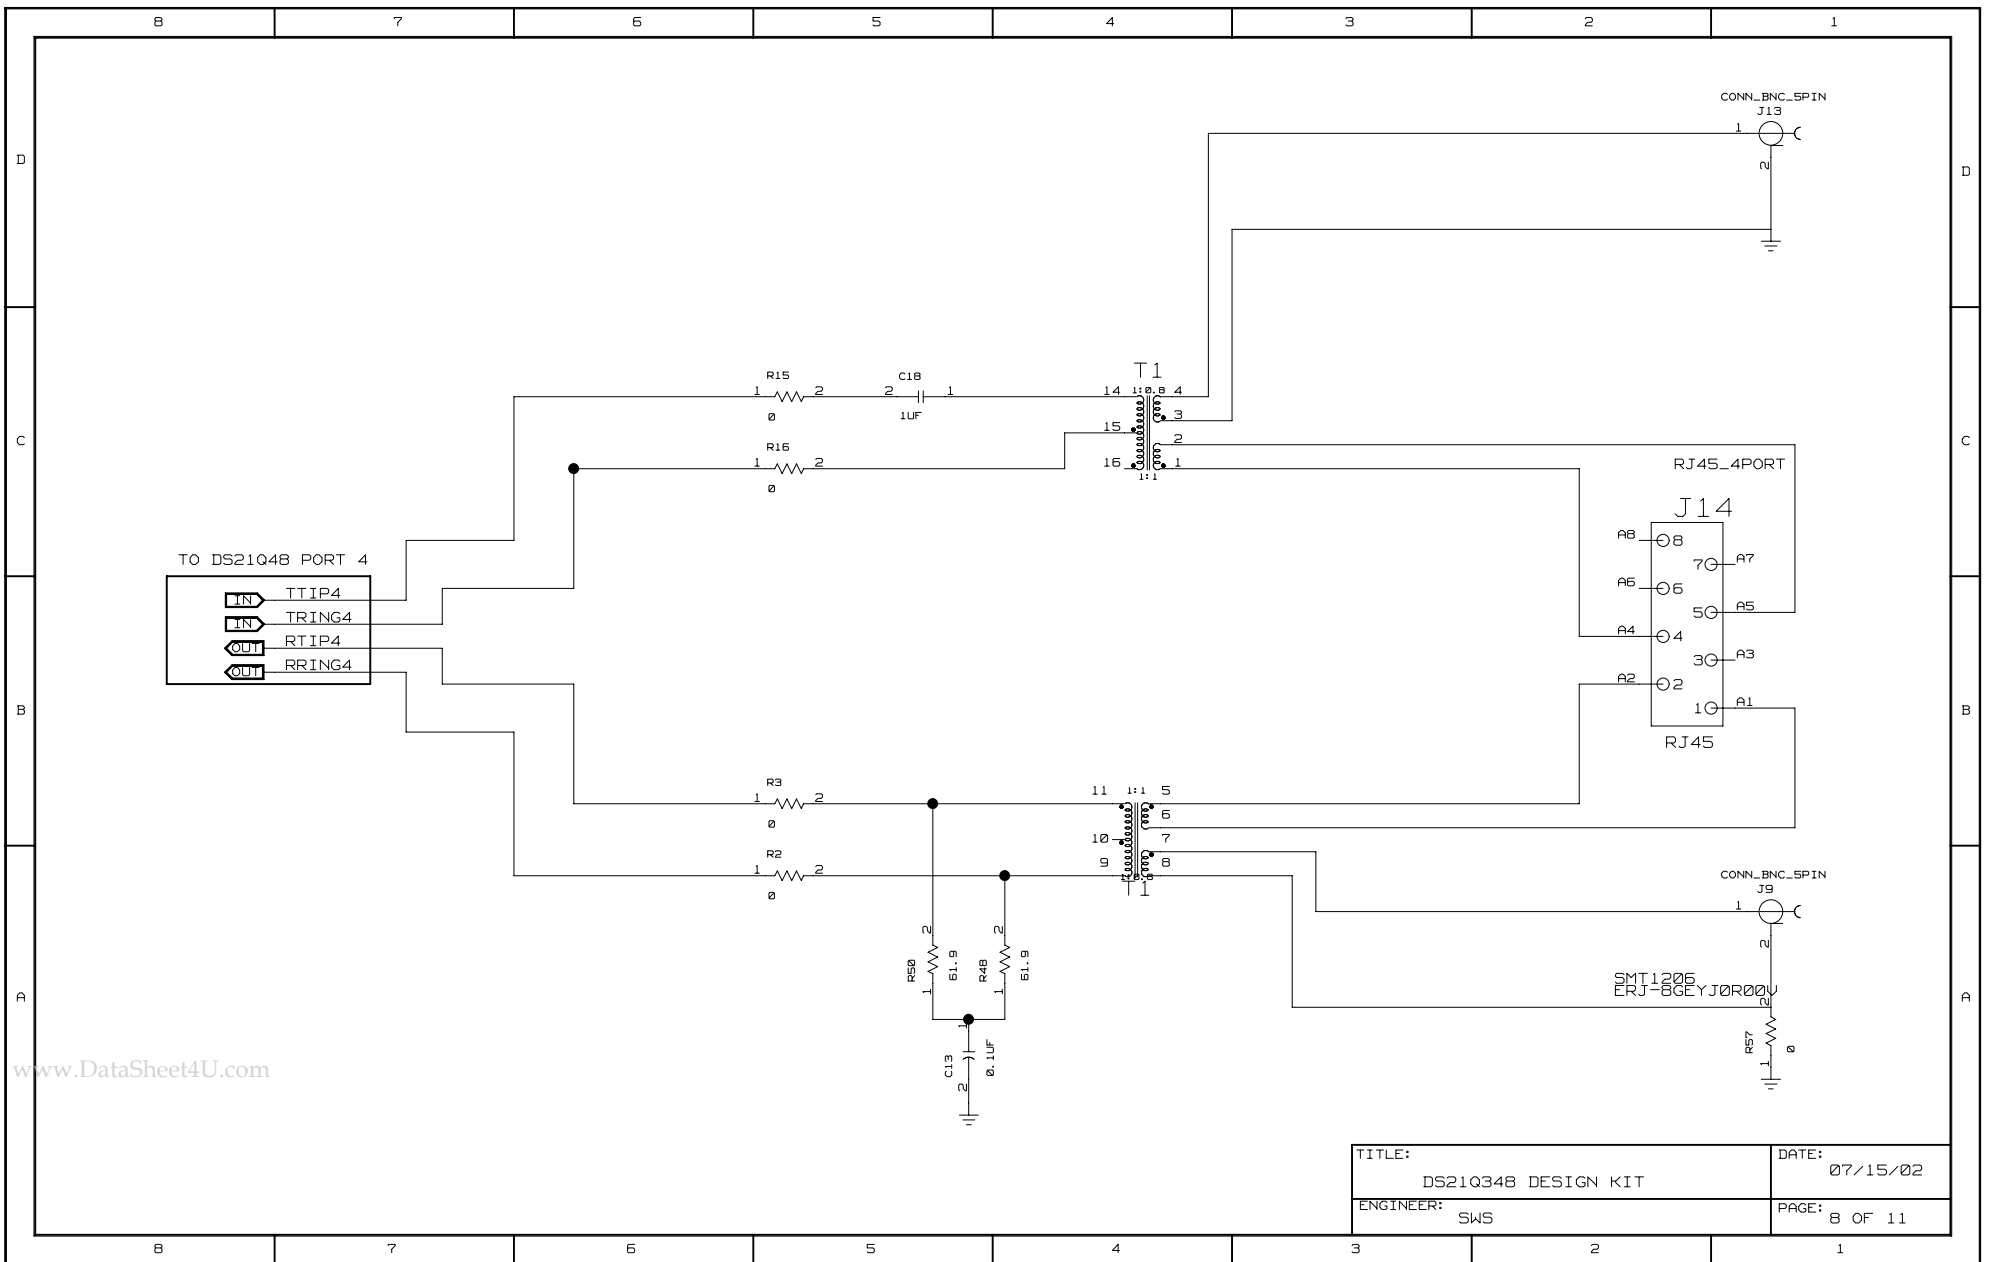 8 7 6 5 4 3 2 1
CONN_BNC_5PIN
J13
1
2
D D
T1
R15 C18
1 2 2 1 14 1:0.8 4
0 1UF
3
15
2
R16
1 2 16 1
0 1:1
C C
RJ45_4PORT
J14
A8 8
7 A7
A6 6
5 A5
A4 4
3 A3
A2 2
1 A1
RJ45
TO DS21Q48 PORT 4
IN TTIP4
IN TRING4
OUT RTIP4
OUT RRING4
B B
R3
1 2 11 1:1 5
0
6
10 7
R2
1 2 9 8
0
T1
CONN_BNC_5PIN
J9
1
2
2 2
R50 61.9 R48 61.9
1 1
SMT1206
ERJ-8GEYJ0R00V
A A
2
R57 0
1
1
C13 0.1UF
2
www.DataSheet4U.com
TITLE:
DS21Q348 DESIGN KIT
DATE:
07/15/02
ENGINEER:
SWS
PAGE:
8 OF 11
8 7 6 5 4 3 2 1